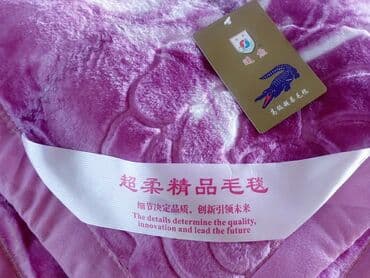 超柔精品毛毯
细节决定品质、创新引领未来
The details determine the quality,
innovation and lead the future